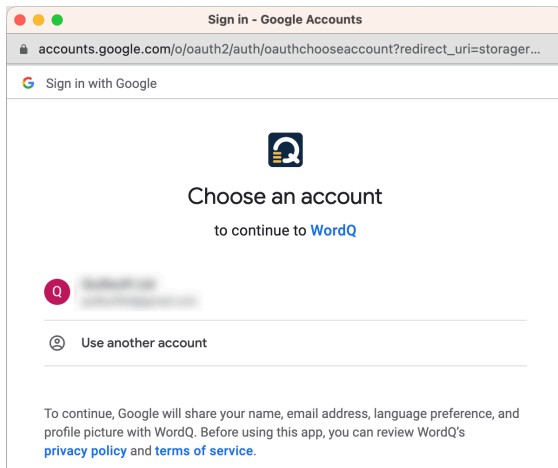 Sign in - Google Accounts
accounts.google.com/o/oauth2/auth/oauthchooseaccount?redirect_uri=storager...
G Sign in with Google
Q
Choose an account
to continue to WordQ
Q
Use another account
To continue, Google will share your name, email address, language preference, and
profile picture with WordQ. Before using this app, you can review WordQ's
privacy policy and terms of service.